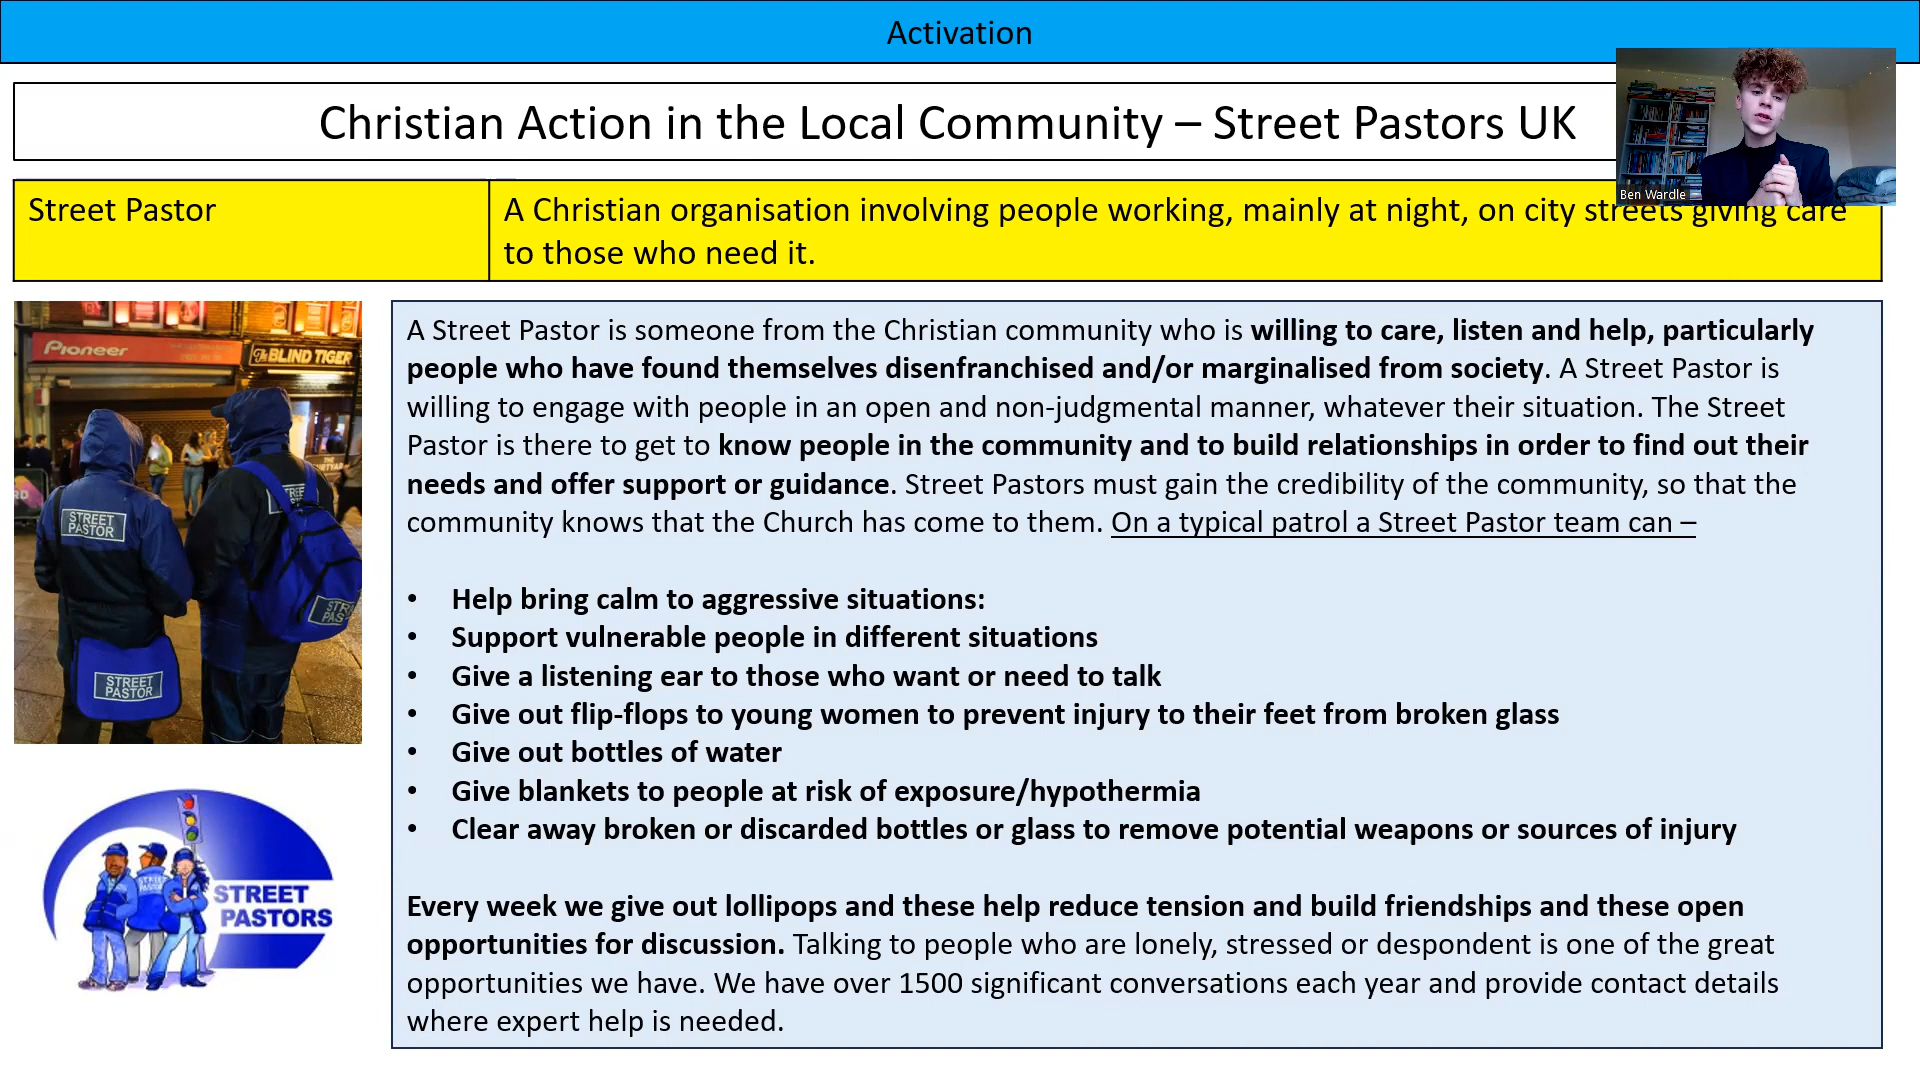 Activation
Christian Action in the Local Community – Street Pastors UK
Ben Wardle
Street Pastor
A Christian organisation involving people working, mainly at night, on city streets giving care
to those who need it.
Pioneer
The BLIND TIGER
STREET
PASTOR
STREET
PASTOR
A Street Pastor is someone from the Christian community who is willing to care, listen and help, particularly
people who have found themselves disenfranchised and/or marginalised from society. A Street Pastor is
willing to engage with people in an open and non-judgmental manner, whatever their situation. The Street
Pastor is there to get to know people in the community and to build relationships in order to find out their
needs and offer support or guidance. Street Pastors must gain the credibility of the community, so that the
community knows that the Church has come to them. On a typical patrol a Street Pastor team can –
• Help bring calm to aggressive situations:
• Support vulnerable people in different situations
• Give a listening ear to those who want or need to talk
• Give out flip-flops to young women to prevent injury to their feet from broken glass
• Give out bottles of water
• Give blankets to people at risk of exposure/hypothermia
• Clear away broken or discarded bottles or glass to remove potential weapons or sources of injury
Every week we give out lollipops and these help reduce tension and build friendships and these open
opportunities for discussion. Talking to people who are lonely, stressed or despondent is one of the great
opportunities we have. We have over 1500 significant conversations each year and provide contact details
where expert help is needed.
STREET
PASTORS